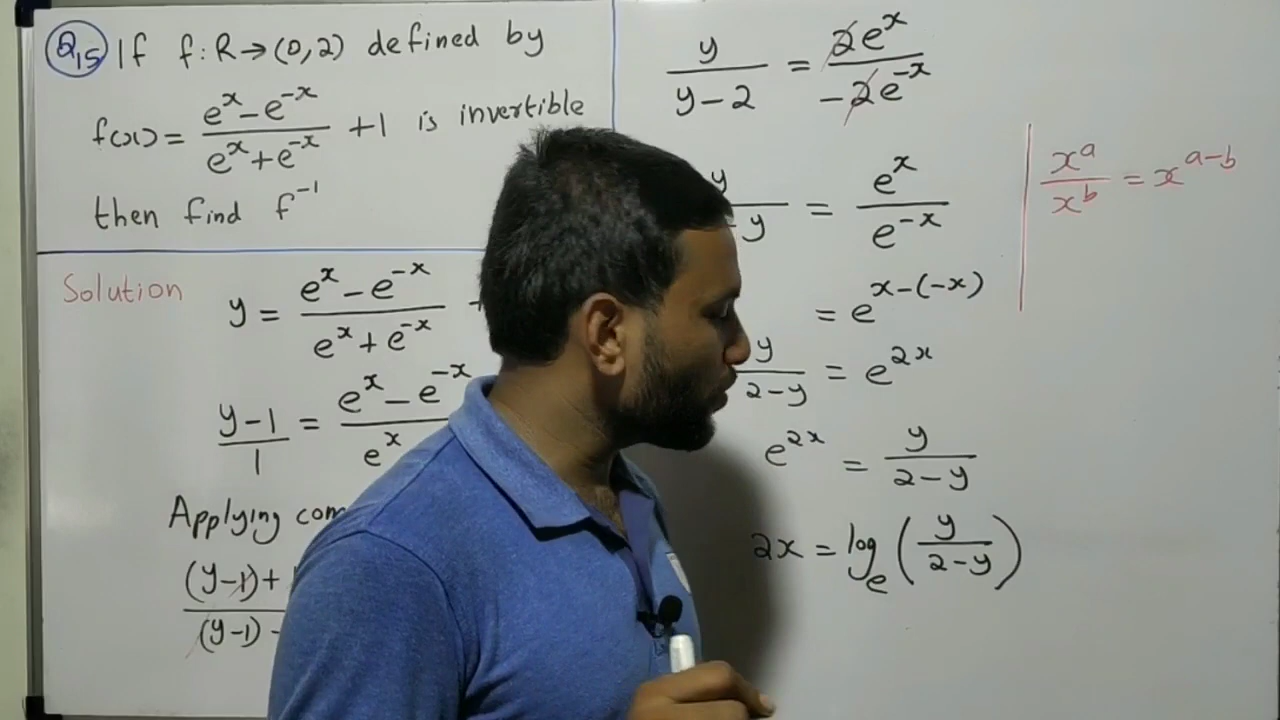 Q15 If f: R→(0,2) defined by
f(x) = (e^x − e^−x)/(e^x + e^−x) + 1 is invertible
then find f^−1
Solution
y = (e^x − e^−x)/(e^x + e^−x) +
(y−1)/1 = (e^x − e^−x)/(e^x
Applying
(y−1)+
(y−1) −
y/(y−2) = 2e^x/(−2e^−x)
y/ y = e^x/e^−x
= e^(x−(−x))
y/(2−y) = e^2x
e^2x = y/(2−y)
2x = log_e (y/(2−y))
x^a/x^b = x^(a−b)